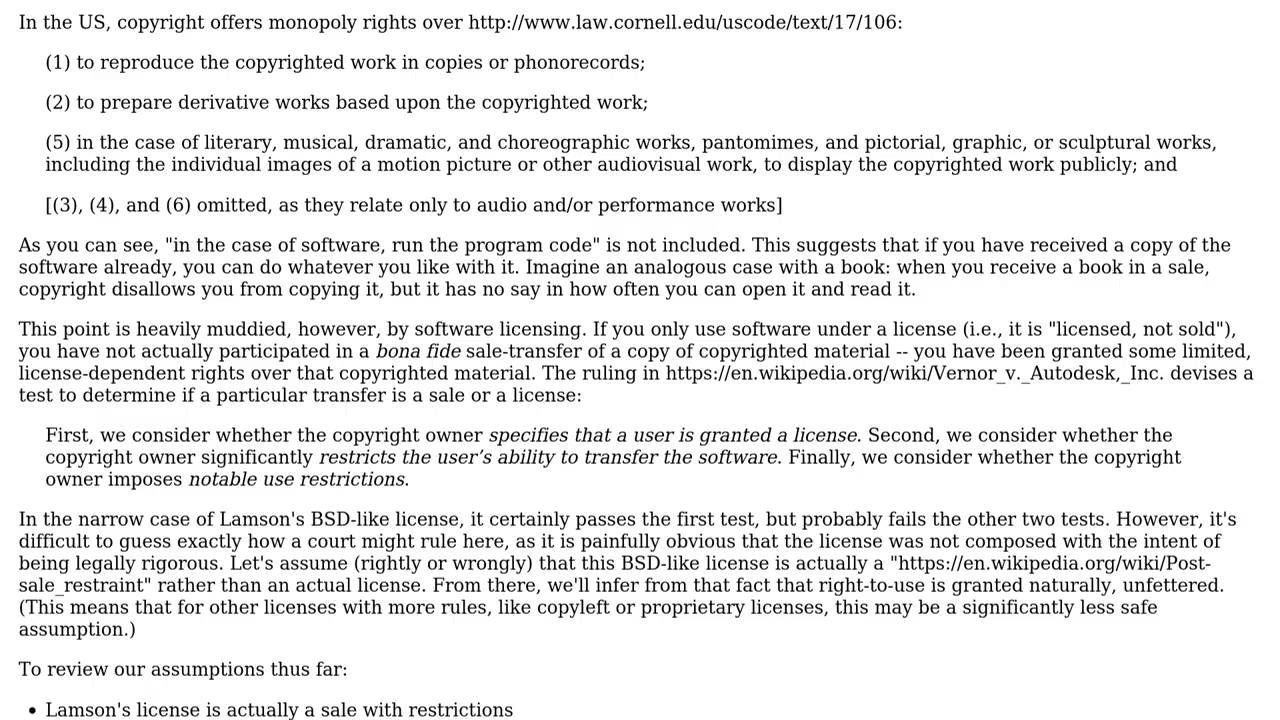 In the US, copyright offers monopoly rights over http://www.law.cornell.edu/uscode/text/17/106:
(1) to reproduce the copyrighted work in copies or phonorecords;
(2) to prepare derivative works based upon the copyrighted work;
(5) in the case of literary, musical, dramatic, and choreographic works, pantomimes, and pictorial, graphic, or sculptural works,
including the individual images of a motion picture or other audiovisual work, to display the copyrighted work publicly; and
[(3), (4), and (6) omitted, as they relate only to audio and/or performance works]
As you can see, "in the case of software, run the program code" is not included. This suggests that if you have received a copy of the
software already, you can do whatever you like with it. Imagine an analogous case with a book: when you receive a book in a sale,
copyright disallows you from copying it, but it has no say in how often you can open it and read it.
This point is heavily muddied, however, by software licensing. If you only use software under a license (i.e., it is "licensed, not sold"),
you have not actually participated in a bona fide sale-transfer of a copy of copyrighted material -- you have been granted some limited,
license-dependent rights over that copyrighted material. The ruling in https://en.wikipedia.org/wiki/Vernor_v._Autodesk,_Inc. devises a
test to determine if a particular transfer is a sale or a license:
First, we consider whether the copyright owner specifies that a user is granted a license. Second, we consider whether the
copyright owner significantly restricts the user’s ability to transfer the software. Finally, we consider whether the copyright
owner imposes notable use restrictions.
In the narrow case of Lamson's BSD-like license, it certainly passes the first test, but probably fails the other two tests. However, it's
difficult to guess exactly how a court might rule here, as it is painfully obvious that the license was not composed with the intent of
being legally rigorous. Let's assume (rightly or wrongly) that this BSD-like license is actually a "https://en.wikipedia.org/wiki/Post-
sale_restraint" rather than an actual license. From there, we'll infer from that fact that right-to-use is granted naturally, unfettered.
(This means that for other licenses with more rules, like copyleft or proprietary licenses, this may be a significantly less safe
assumption.)
To review our assumptions thus far:
• Lamson's license is actually a sale with restrictions